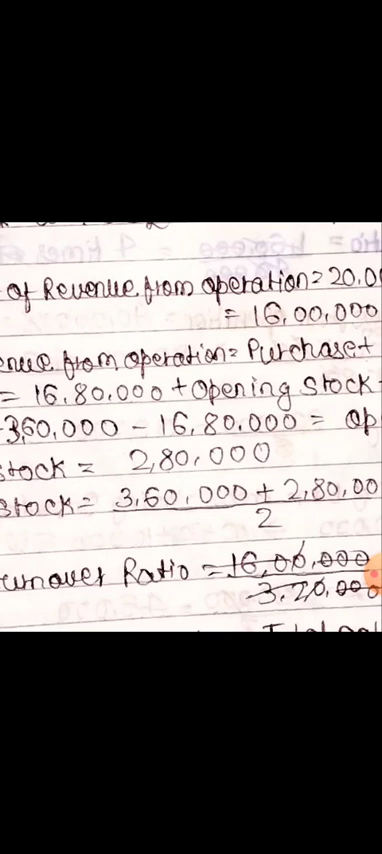 of Revenue from operation = 20.0
= 16,00,000
enue from operation = Purchase +
= 16,80,000 + Opening Stock -
3,60,000 - 16,80,000 = op
stock = 2,80,000
stock = 3,60,000 + 2,80,00
2
urnover Ratio = 16,00,000
3,20,000